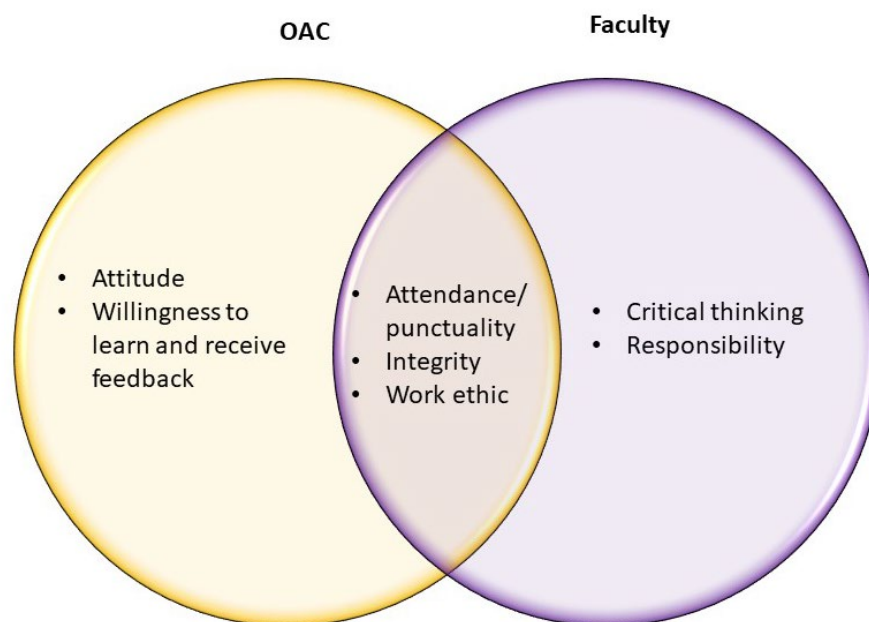 OAC
Faculty
• Attitude
• Willingness to
learn and receive
feedback
• Attendance/
punctuality
• Integrity
• Work ethic
• Critical thinking
• Responsibility